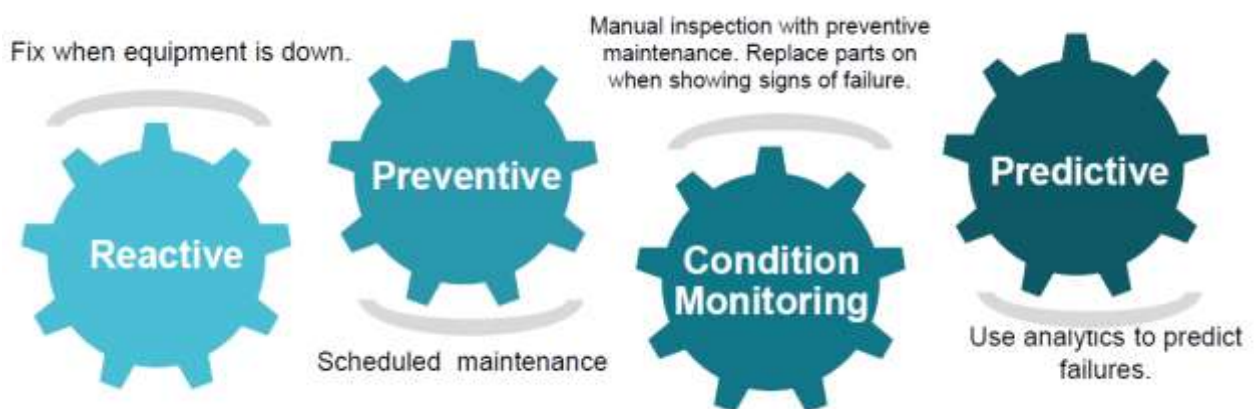 Fix when equipment is down.
Reactive
Preventive
Scheduled maintenance
Manual inspection with preventive
maintenance. Replace parts on
when showing signs of failure.
Condition
Monitoring
Predictive
Use analytics to predict
failures.